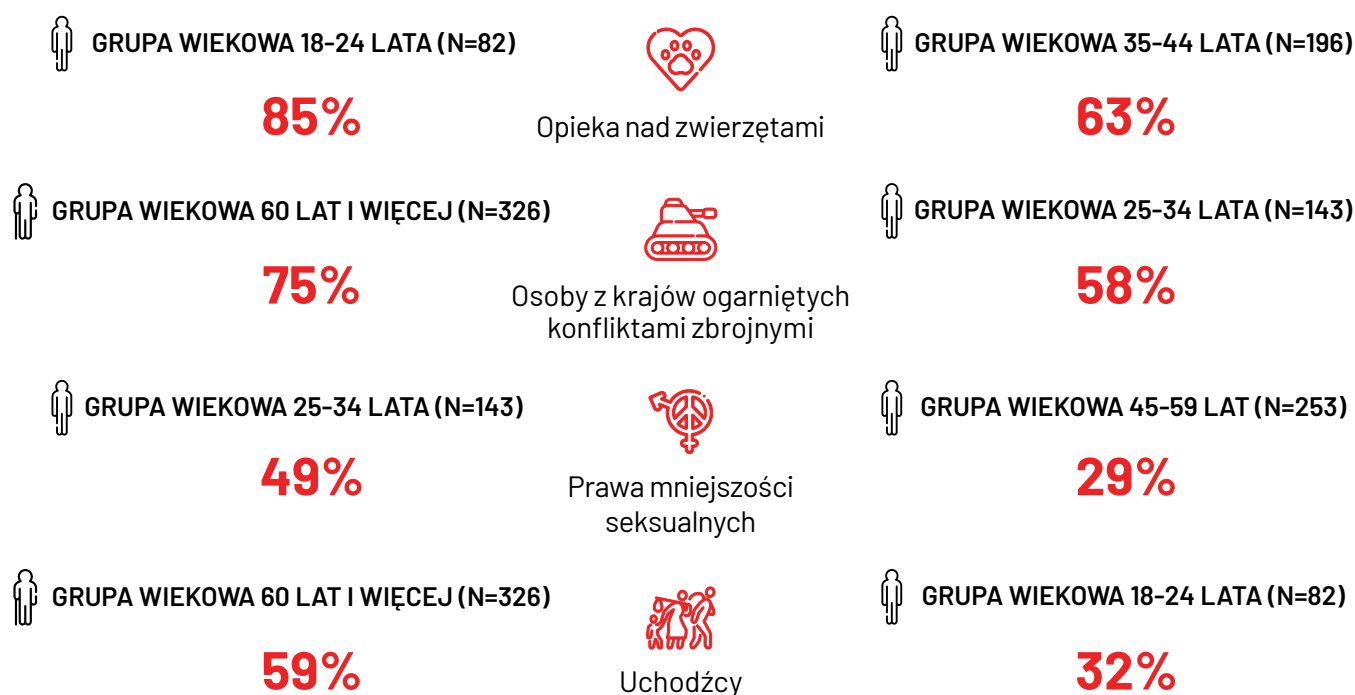 GRUPA WIEKOWA 18-24 LATA (N=82)
85%
Opieka nad zwierzętami
GRUPA WIEKOWA 35-44 LATA (N=196)
63%
GRUPA WIEKOWA 60 LAT I WIĘCEJ (N=326)
75%
Osoby z krajów ogarniętych
konfliktami zbrojnymi
GRUPA WIEKOWA 25-34 LATA (N=143)
58%
GRUPA WIEKOWA 25-34 LATA (N=143)
49%
Prawa mniejszości
seksualnych
GRUPA WIEKOWA 45-59 LAT (N=253)
29%
GRUPA WIEKOWA 60 LAT I WIĘCEJ (N=326)
59%
Uchodźcy
GRUPA WIEKOWA 18-24 LATA (N=82)
32%